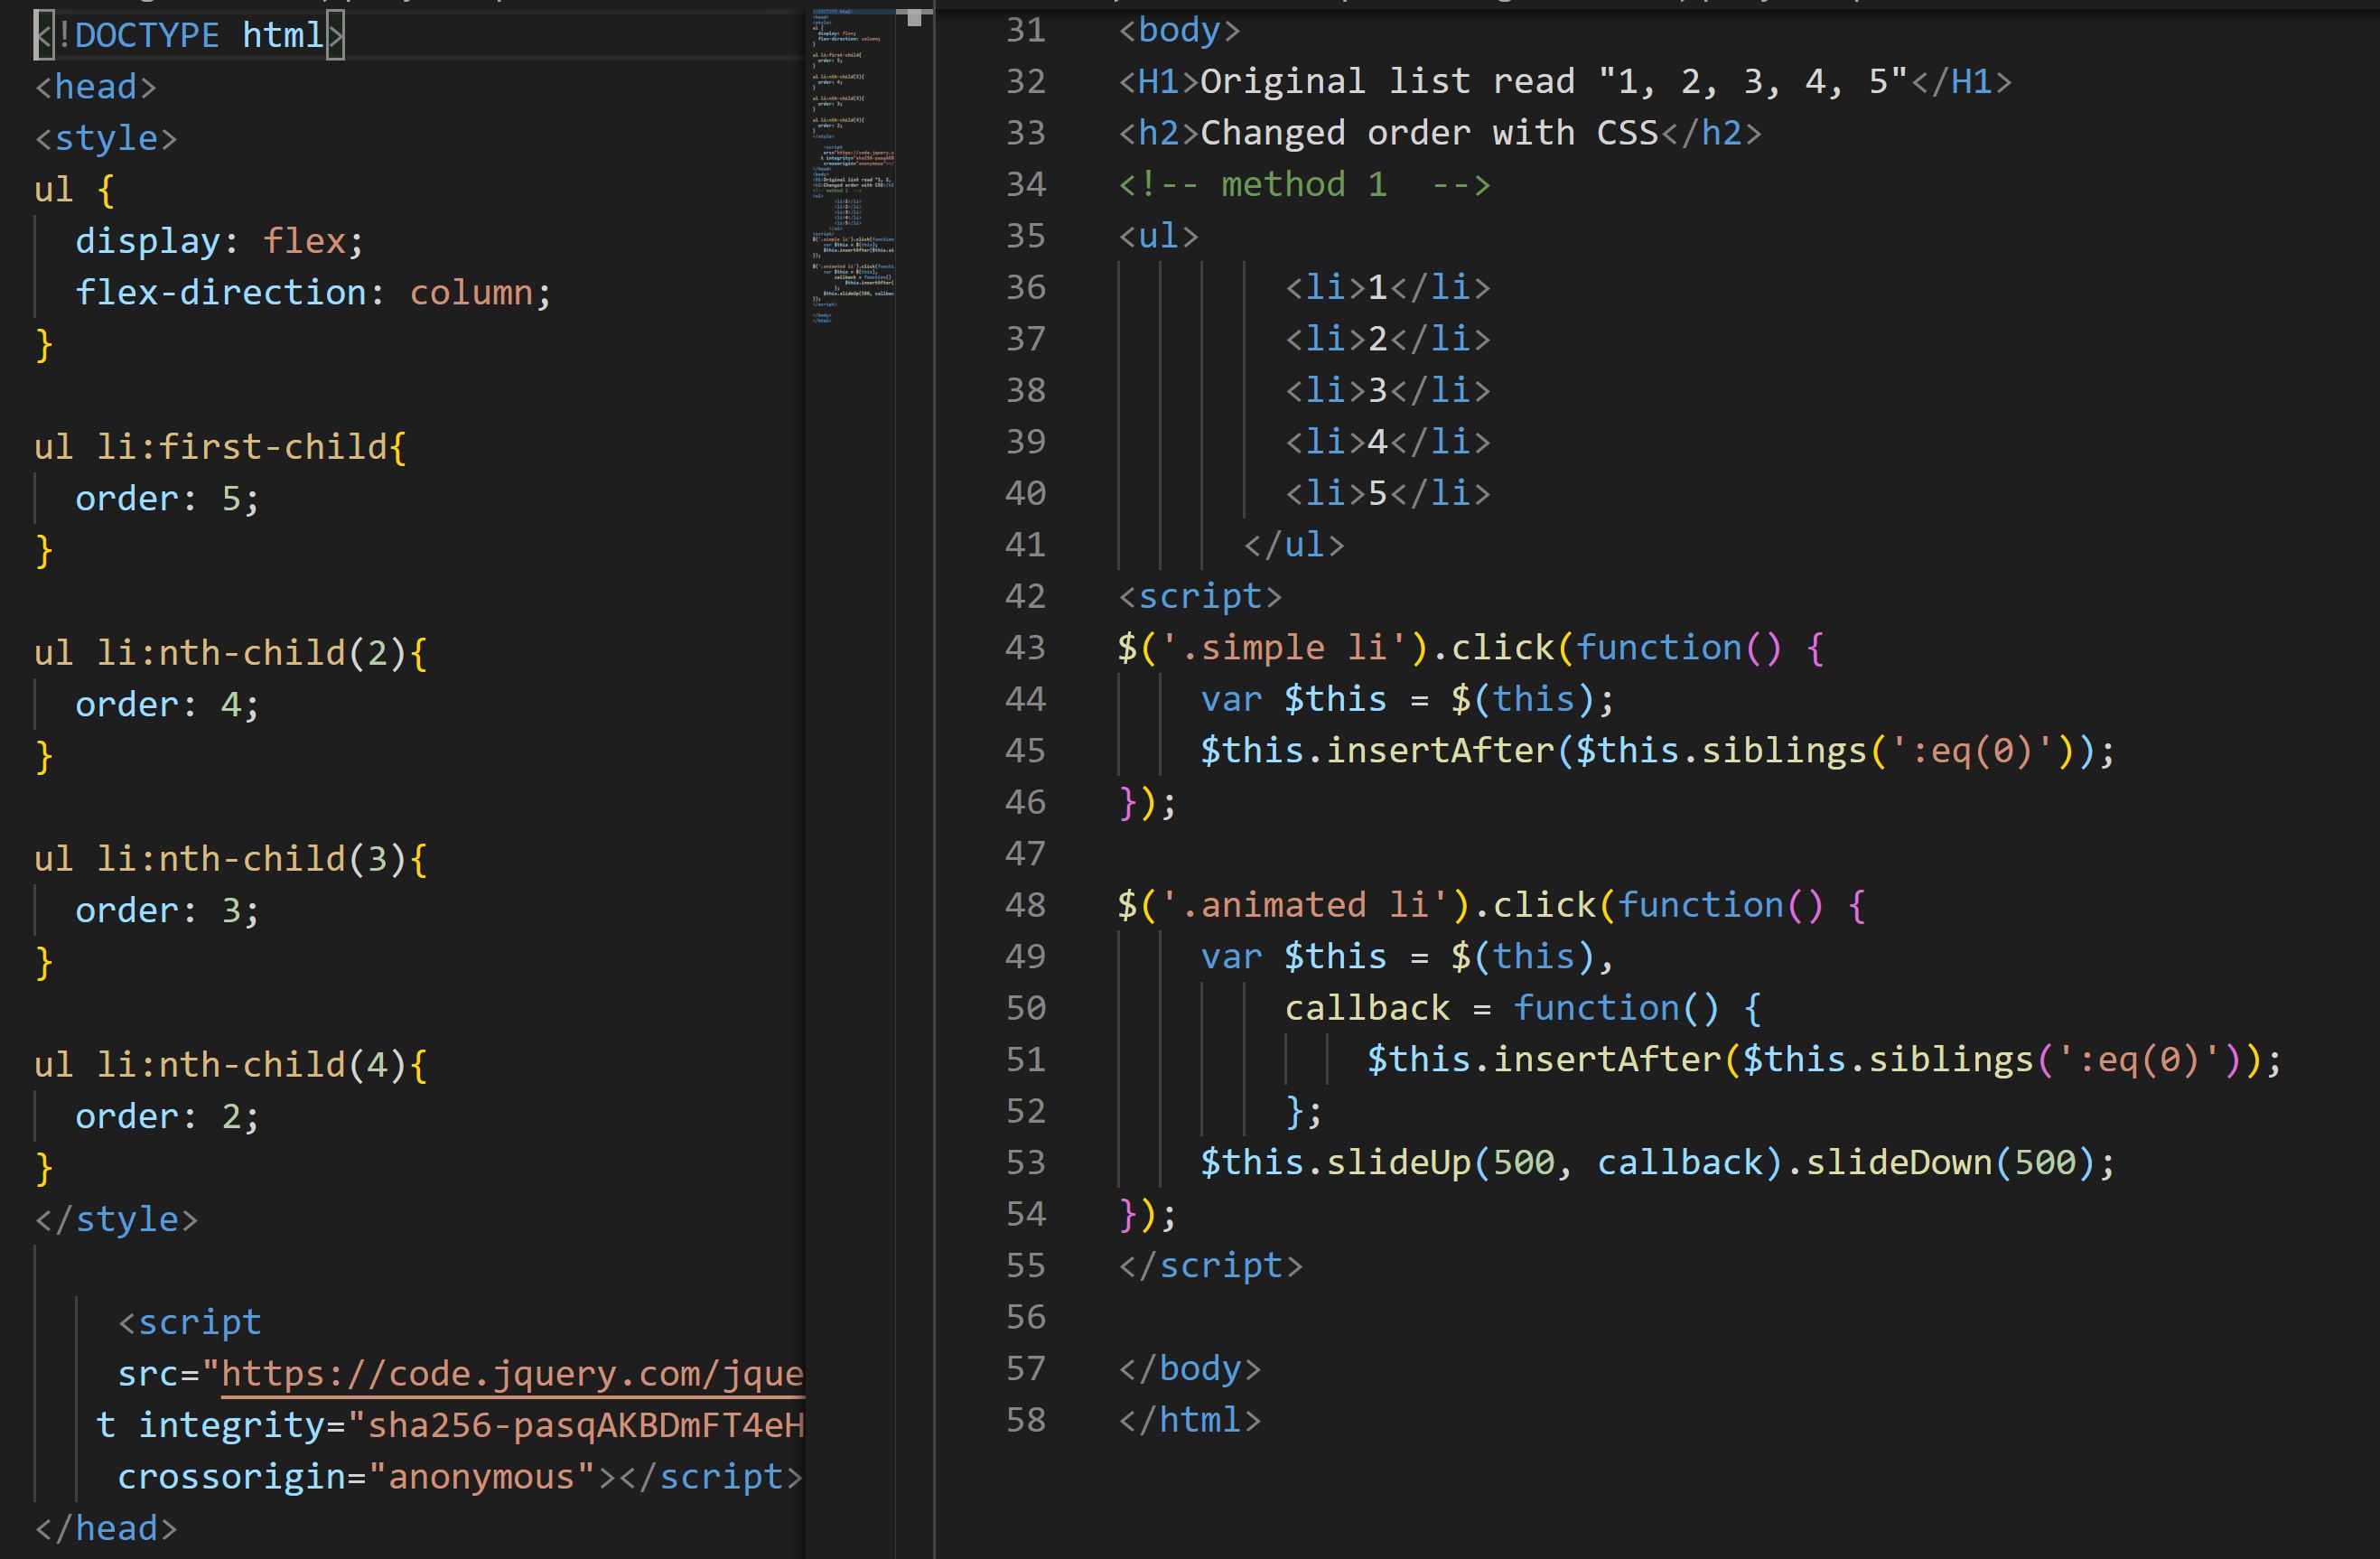 <!DOCTYPE html>
<head>
<style>
ul {
  display: flex;
  flex-direction: column;
}

ul li:first-child{
  order: 5;
}

ul li:nth-child(2){
  order: 4;
}

ul li:nth-child(3){
  order: 3;
}

ul li:nth-child(4){
  order: 2;
}
</style>

    <script
    src="https://code.jquery.com/jque
   t integrity="sha256-pasqAKBDmFT4eH
    crossorigin="anonymous"></script>
</head>
31 <body>
32 <H1>Original list read "1, 2, 3, 4, 5"</H1>
33 <h2>Changed order with CSS</h2>
34 <!-- method 1  -->
35 <ul>
36         <li>1</li>
37         <li>2</li>
38         <li>3</li>
39         <li>4</li>
40         <li>5</li>
41       </ul>
42 <script>
43 $('.simple li').click(function() {
44     var $this = $(this);
45     $this.insertAfter($this.siblings(':eq(0)'));
46 });
47
48 $('.animated li').click(function() {
49     var $this = $(this),
50         callback = function() {
51             $this.insertAfter($this.siblings(':eq(0)'));
52         };
53     $this.slideUp(500, callback).slideDown(500);
54 });
55 </script>
56
57 </body>
58 </html>